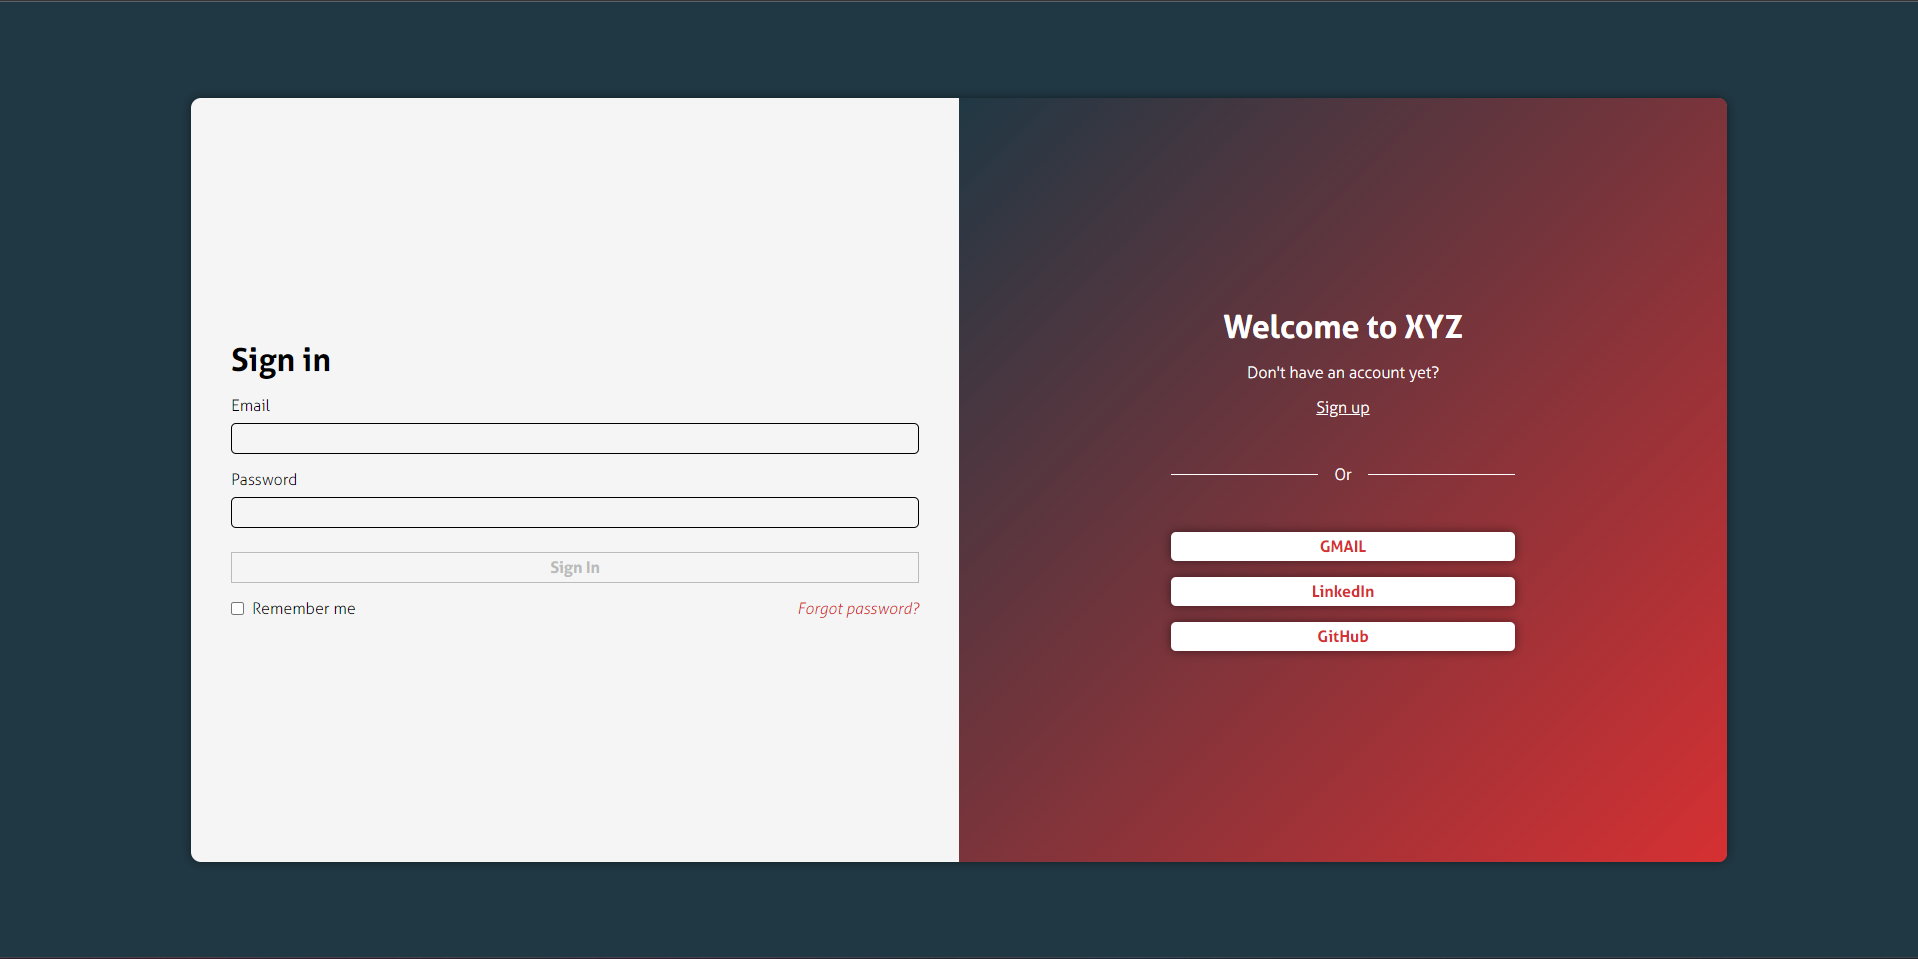 Sign in
Email
Password
Sign In
Remember me
Forgot password?
Welcome to XYZ
Don't have an account yet?
Sign up
Or
GMAIL
LinkedIn
GitHub